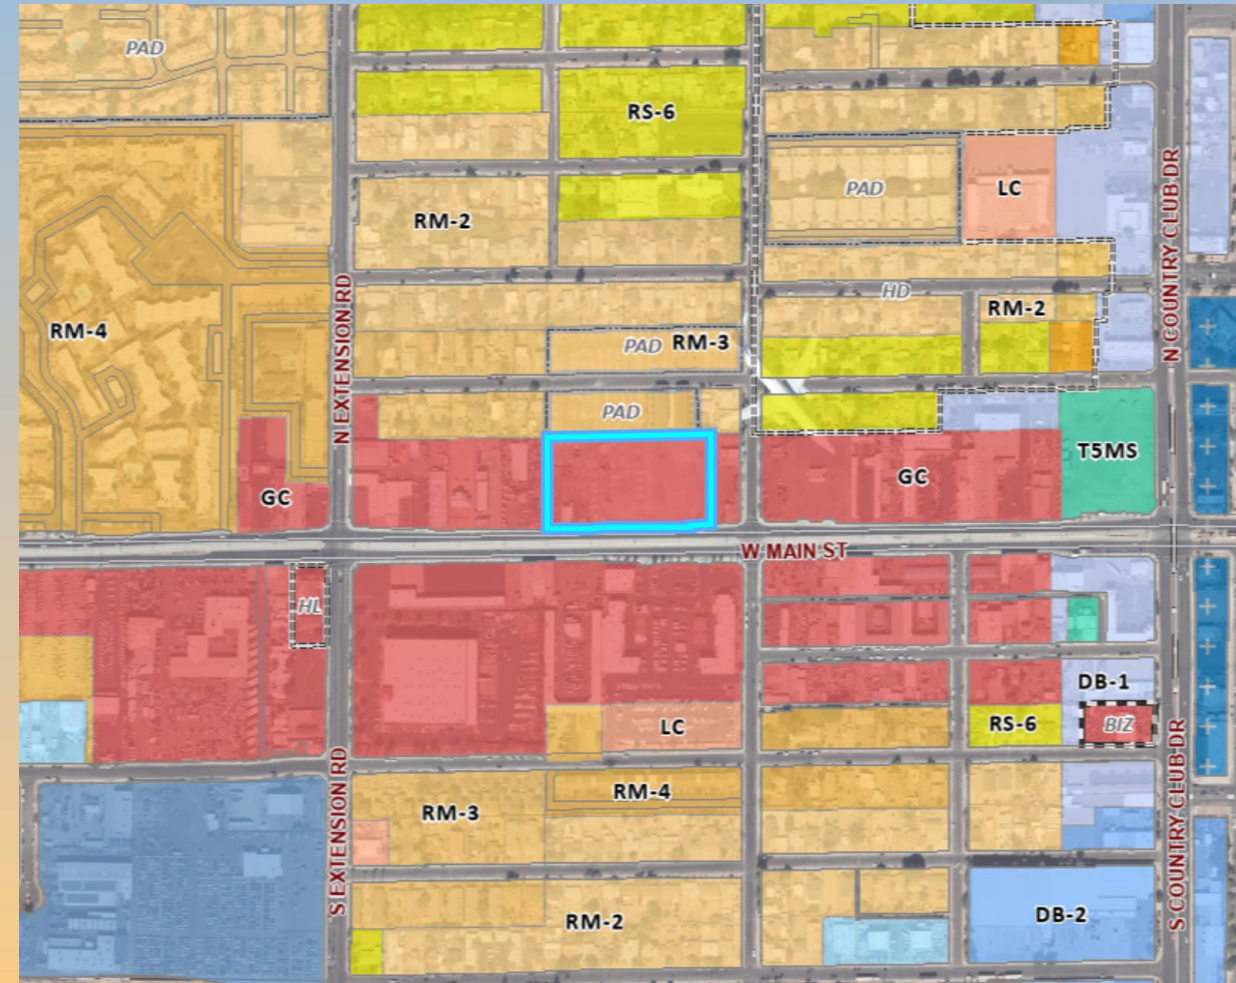 PAD
RS-6
PAD
LC
RM-2
N EXTENSION RD
N COUNTRY CLUB DR
HD
RM-2
RM-4
PAD
RM-3
PAD
T5MS
GC
GC
W MAIN ST
HL
DB-1
LC
RS-6
BIZ
S EXTENSION RD
S COUNTRY CLUB DR
RM-4
RM-3
RM-2
DB-2